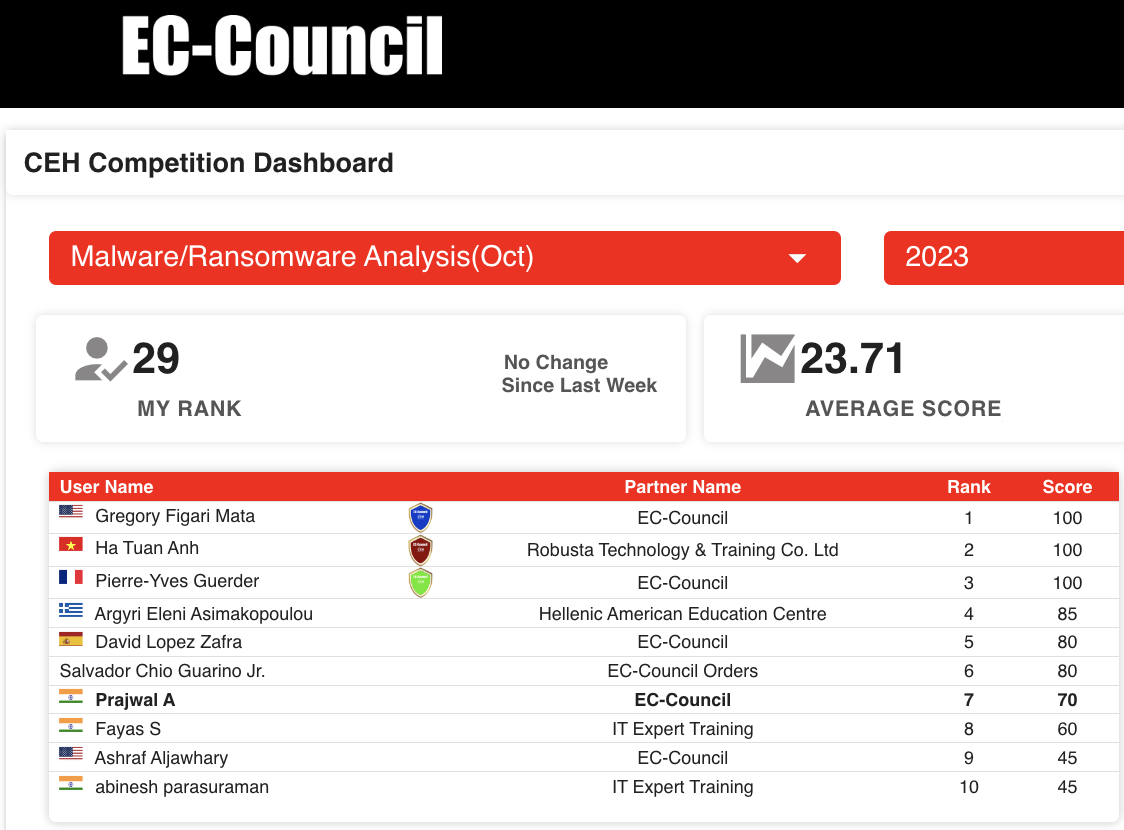 EC-Council
CEH Competition Dashboard
Malware/Ransomware Analysis(Oct)
2023
29
MY RANK
No Change
Since Last Week
23.71
AVERAGE SCORE
User Name Partner Name Rank Score
Gregory Figari Mata EC-Council 1 100
Ha Tuan Anh Robusta Technology & Training Co. Ltd 2 100
Pierre-Yves Guerder EC-Council 3 100
Argyri Eleni Asimakopoulou Hellenic American Education Centre 4 85
David Lopez Zafra EC-Council 5 80
Salvador Chio Guarino Jr. EC-Council Orders 6 80
Prajwal A EC-Council 7 70
Fayas S IT Expert Training 8 60
Ashraf Aljawhary EC-Council 9 45
abinesh parasuraman IT Expert Training 10 45